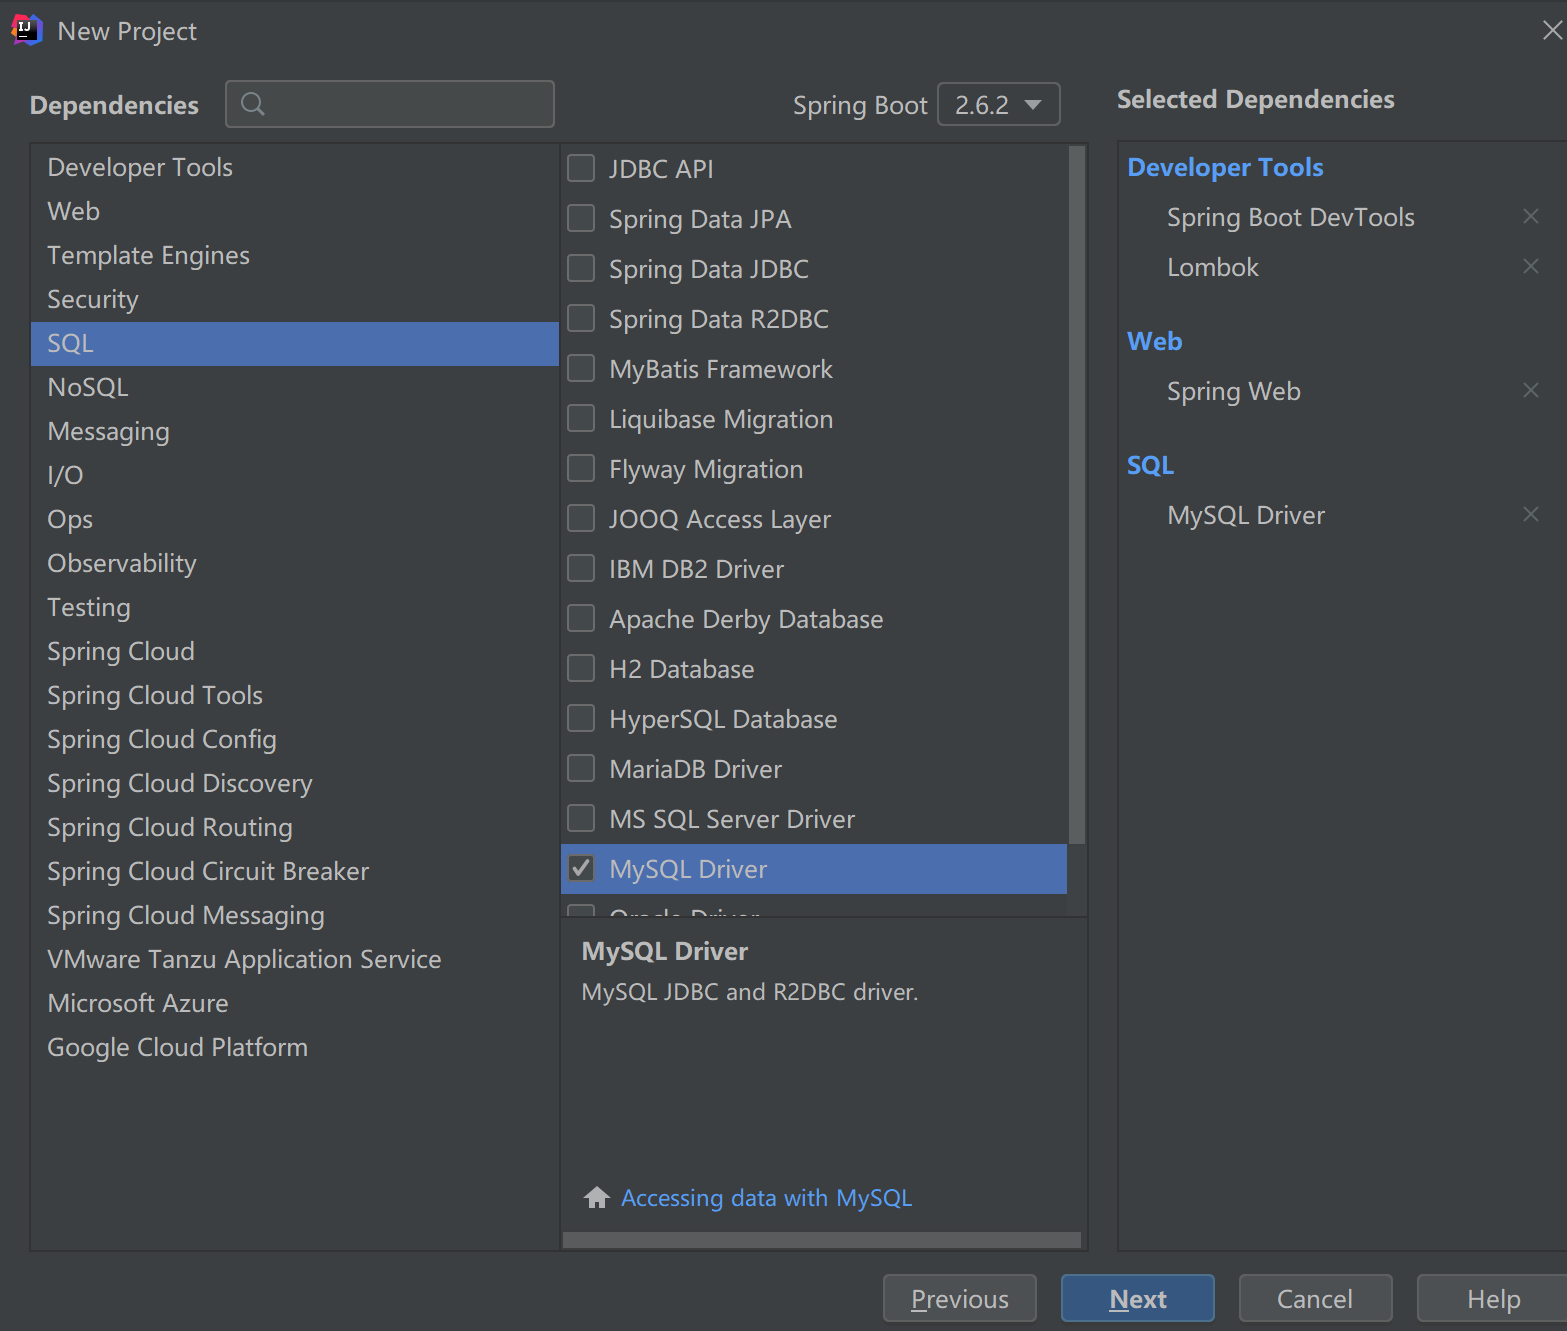 New Project
Dependencies
Spring Boot 2.6.2
Selected Dependencies
Developer Tools
Web
Template Engines
Security
SQL
NoSQL
Messaging
I/O
Ops
Observability
Testing
Spring Cloud
Spring Cloud Tools
Spring Cloud Config
Spring Cloud Discovery
Spring Cloud Routing
Spring Cloud Circuit Breaker
Spring Cloud Messaging
VMware Tanzu Application Service
Microsoft Azure
Google Cloud Platform
JDBC API
Spring Data JPA
Spring Data JDBC
Spring Data R2DBC
MyBatis Framework
Liquibase Migration
Flyway Migration
JOOQ Access Layer
IBM DB2 Driver
Apache Derby Database
H2 Database
HyperSQL Database
MariaDB Driver
MS SQL Server Driver
MySQL Driver
Oracle Driver
MySQL Driver
MySQL JDBC and R2DBC driver.
Accessing data with MySQL
Developer Tools
Spring Boot DevTools
Lombok
Web
Spring Web
SQL
MySQL Driver
Previous
Next
Cancel
Help